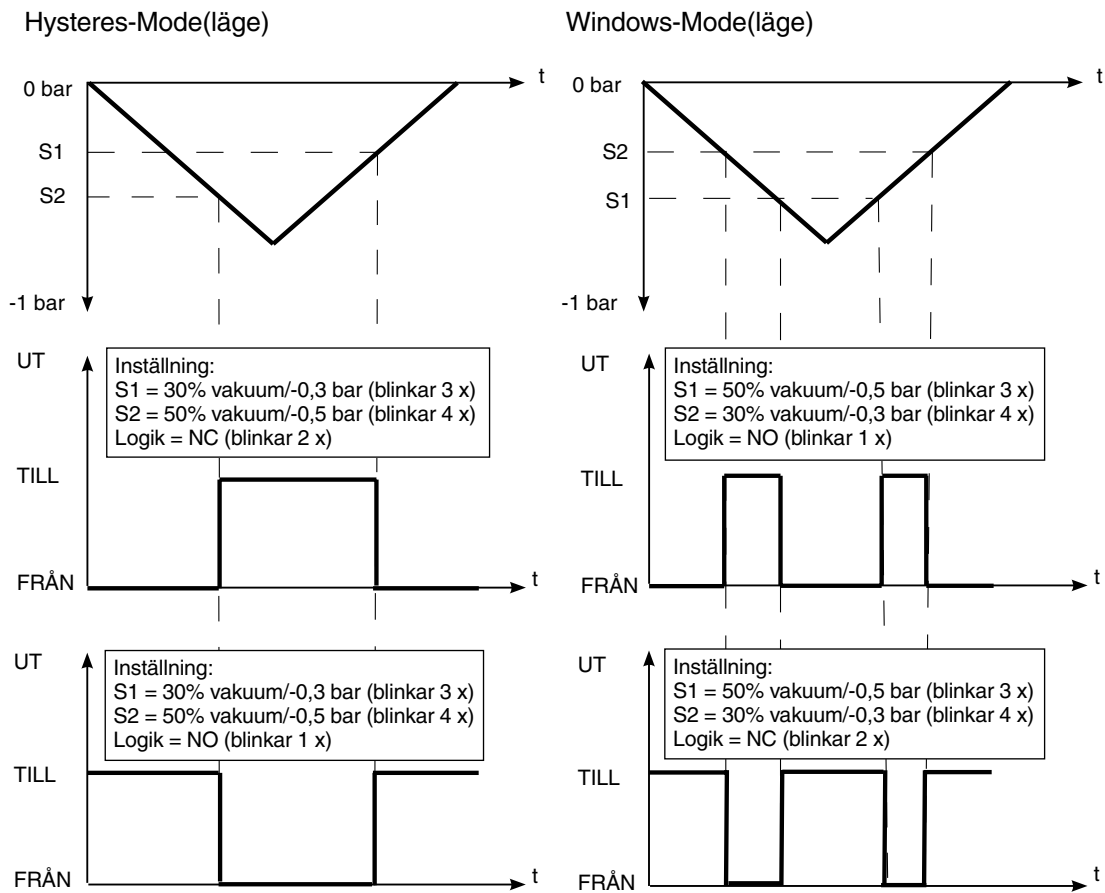 Hysteres-Mode(läge)
t
0 bar
S1
S2
-1 bar
UT
Inställning:
S1 = 30% vakuum/-0,3 bar (blinkar 3 x)
S2 = 50% vakuum/-0,5 bar (blinkar 4 x)
Logik = NC (blinkar 2 x)
TILL
FRÅN
t
UT
Inställning:
S1 = 30% vakuum/-0,3 bar (blinkar 3 x)
S2 = 50% vakuum/-0,5 bar (blinkar 4 x)
Logik = NO (blinkar 1 x)
TILL
FRÅN
t
Windows-Mode(läge)
t
0 bar
S2
S1
-1 bar
UT
Inställning:
S1 = 50% vakuum/-0,5 bar (blinkar 3 x)
S2 = 30% vakuum/-0,3 bar (blinkar 4 x)
Logik = NO (blinkar 1 x)
TILL
FRÅN
t
UT
Inställning:
S1 = 50% vakuum/-0,5 bar (blinkar 3 x)
S2 = 30% vakuum/-0,3 bar (blinkar 4 x)
Logik = NC (blinkar 2 x)
TILL
FRÅN
t